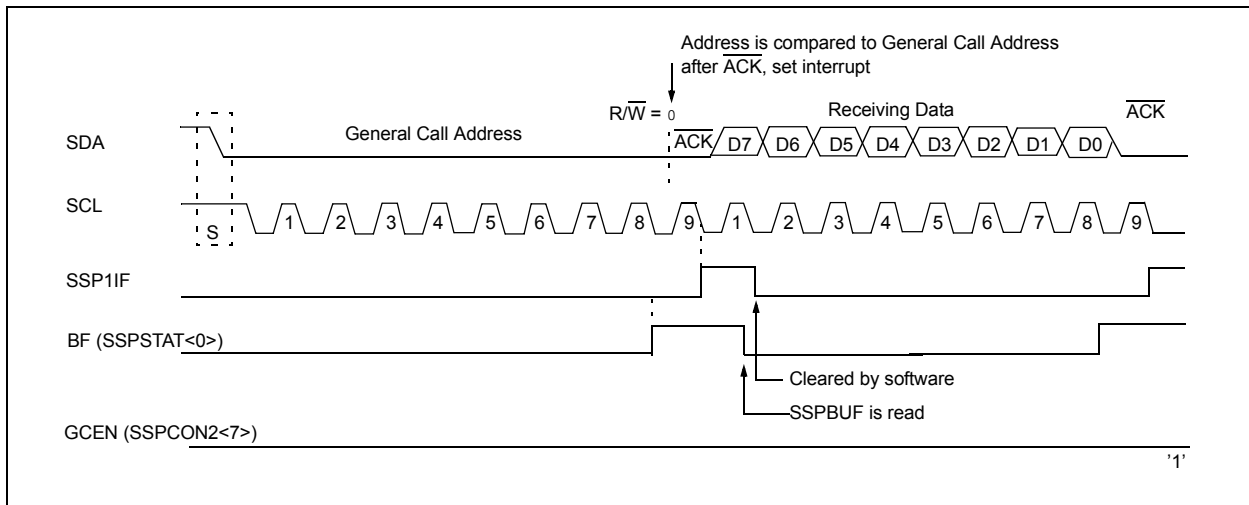 Address is compared to General Call Address
after ACK, set interrupt
R/W = 0
General Call Address
Receiving Data
ACK
SDA
ACK D7 D6 D5 D4 D3 D2 D1 D0
SCL
S
1 2 3 4 5 6 7 8 9 1 2 3 4 5 6 7 8 9
SSP1IF
BF (SSPSTAT<0>)
Cleared by software
SSPBUF is read
GCEN (SSPCON2<7>)
'1'